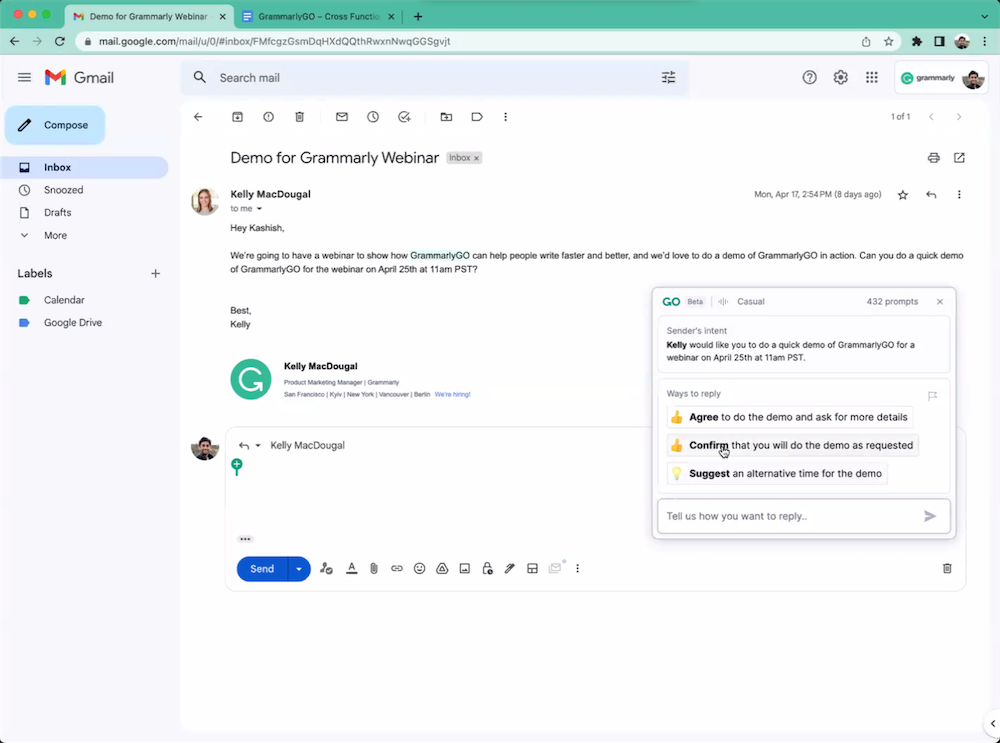 Demo for Grammarly Webinar
GrammarlyGO – Cross Functio
mail.google.com/mail/u/0/#inbox/FMfcgzGsmDqHXdQQthRwxnNwqGGSgvjt
Gmail
Search mail
grammarly
Compose
1 of 1
Inbox
Snoozed
Drafts
More
Labels
Calendar
Google Drive
Demo for Grammarly Webinar Inbox ×
Kelly MacDougal
Mon, Apr 17, 2:54 PM (8 days ago)
to me
Hey Kashish,
We're going to have a webinar to show how GrammarlyGO can help people write faster and better, and we'd love to do a demo of GrammarlyGO in action. Can you do a quick demo
of GrammarlyGO for the webinar on April 25th at 11am PST?
Best,
Kelly
Kelly MacDougal
Product Marketing Manager | Grammarly
San Francisco | Kyiv | New York | Vancouver | Berlin We're hiring!
GO Beta Casual 432 prompts
Sender's intent
Kelly would like you to do a quick demo of GrammarlyGO for a
webinar on April 25th at 11am PST.
Ways to reply
👍 Agree to do the demo and ask for more details
👍 Confirm that you will do the demo as requested
💡 Suggest an alternative time for the demo
Tell us how you want to reply..
Kelly MacDougal
Send